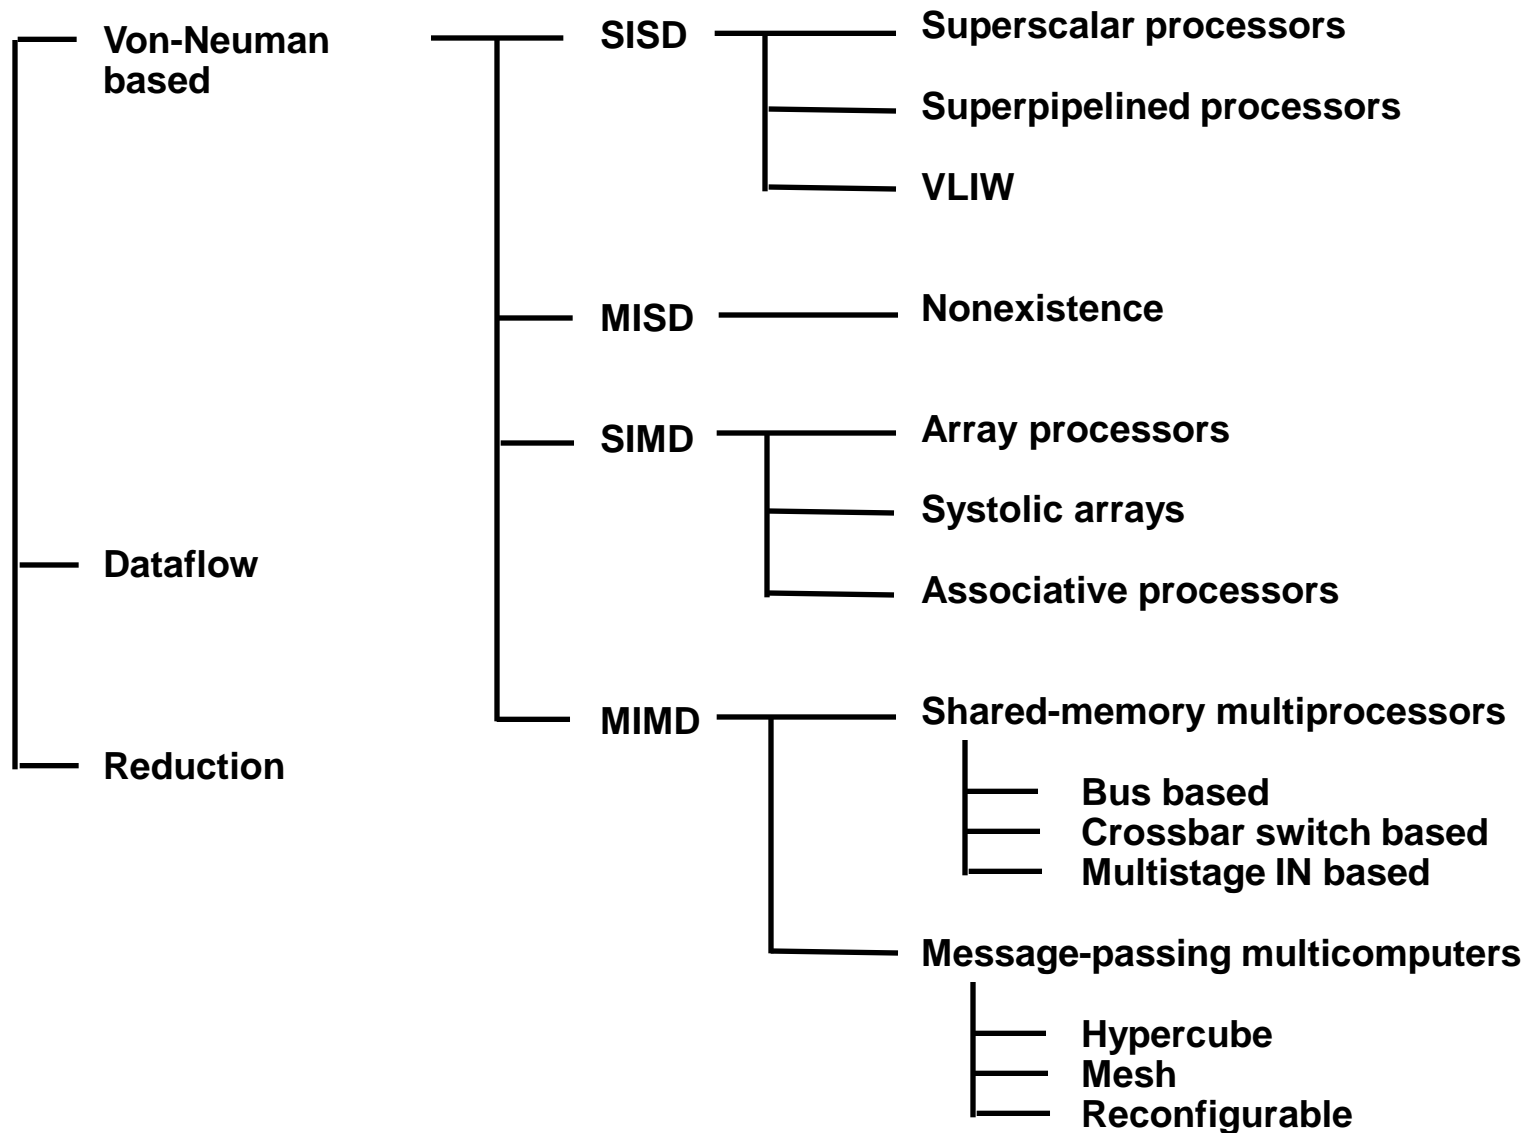 Von-Neuman
based
SISD
Superscalar processors
Superpipelined processors
VLIW
MISD
Nonexistence
SIMD
Array processors
Systolic arrays
Associative processors
MIMD
Shared-memory multiprocessors
Bus based
Crossbar switch based
Multistage IN based
Message-passing multicomputers
Hypercube
Mesh
Reconfigurable
Dataflow
Reduction